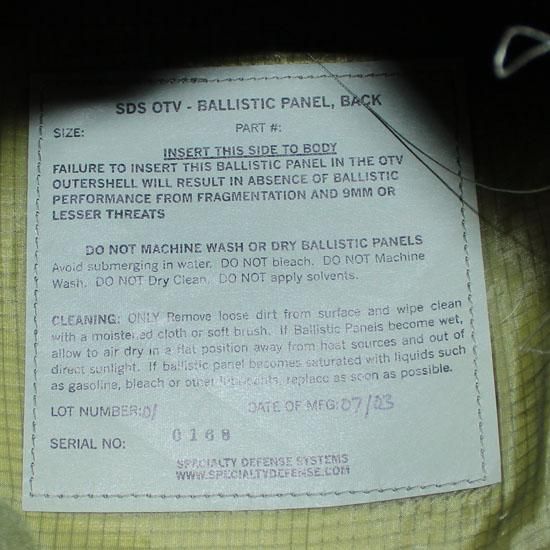 SDS OTV - BALLISTIC PANEL, BACK
SIZE: PART #:
INSERT THIS SIDE TO BODY
FAILURE TO INSERT THIS BALLISTIC PANEL IN THE OTV
OUTERSHELL WILL RESULT IN ABSENCE OF BALLISTIC
PERFORMANCE FROM FRAGMENTATION AND 9MM OR
LESSER THREATS
DO NOT MACHINE WASH OR DRY BALLISTIC PANELS
Avoid submerging in water. DO NOT bleach. DO NOT Machine
Wash. DO NOT Dry Clean. DO NOT apply solvents.
CLEANING: ONLY Remove loose dirt from surface and wipe clean
with a moistened cloth or soft brush. If Ballistic Panels become wet,
allow to air dry in a flat position away from heat sources and out of
direct sunlight. If ballistic panel becomes saturated with liquids such
as gasoline, bleach or other lubricants, replace as soon as possible.
LOT NUMBER: DATE OF MFG: 07/03
SERIAL NO: 0168
SPECIALTY DEFENSE SYSTEMS
WWW.SPECIALTYDEFENSE.COM